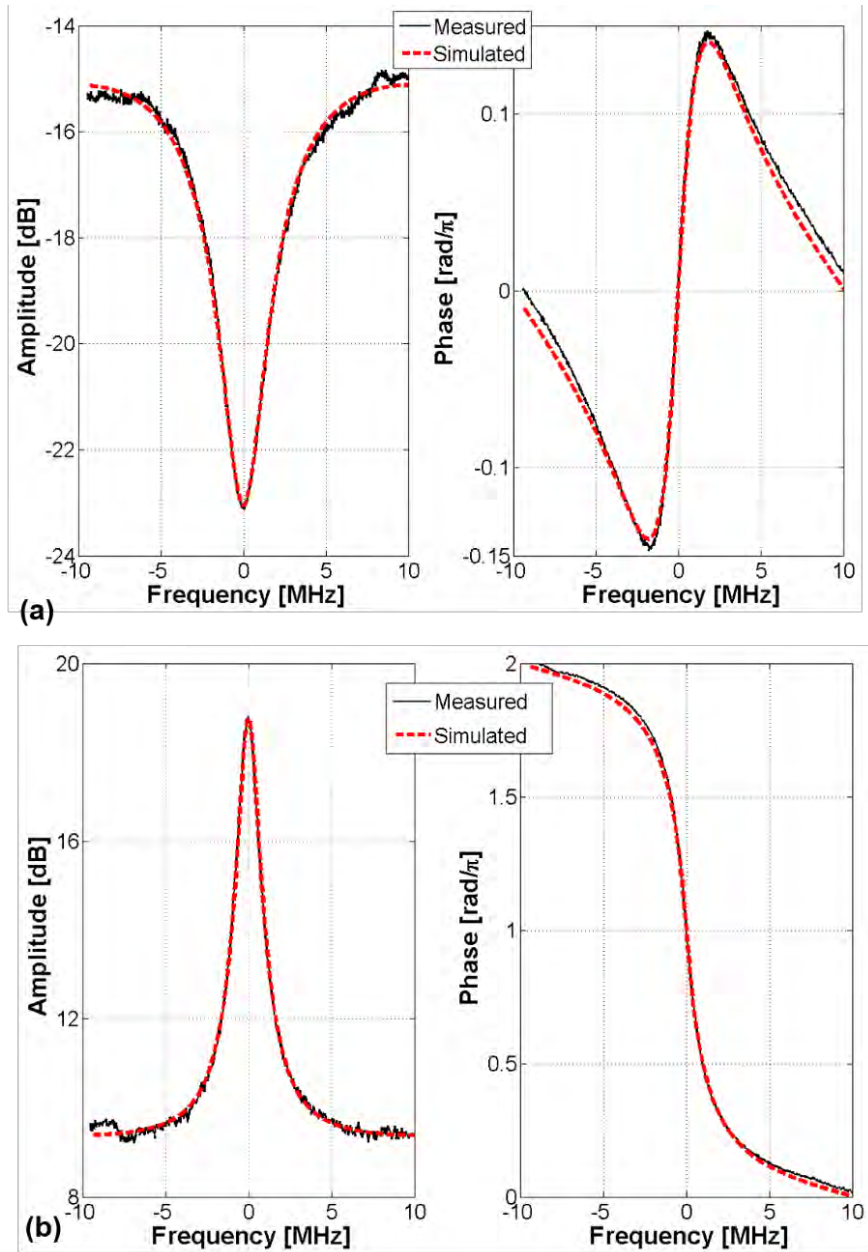 -14
-16
-18
-20
-22
-24
Amplitude [dB]
-10
-5
0
5
10
Frequency [MHz]
Measured
Simulated
0.1
0
-0.1
-0.15
Phase [rad/π]
-10
-5
0
5
10
Frequency [MHz]
(a)
20
16
12
8
Amplitude [dB]
-10
-5
0
5
10
Frequency [MHz]
Measured
Simulated
2
1.5
1
0.5
0
Phase [rad/π]
-10
-5
0
5
10
Frequency [MHz]
(b)